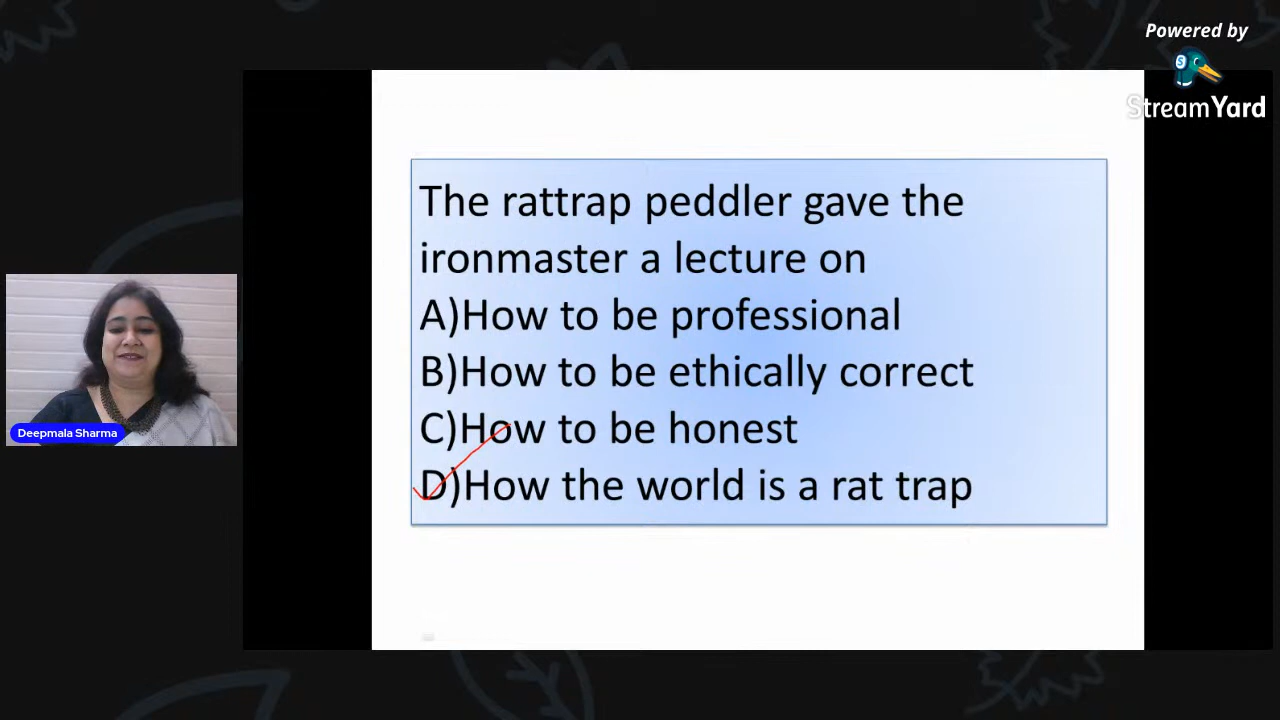 Powered by
StreamYard
The rattrap peddler gave the
ironmaster a lecture on
A)How to be professional
B)How to be ethically correct
C)How to be honest
D)How the world is a rat trap
Deepmala Sharma